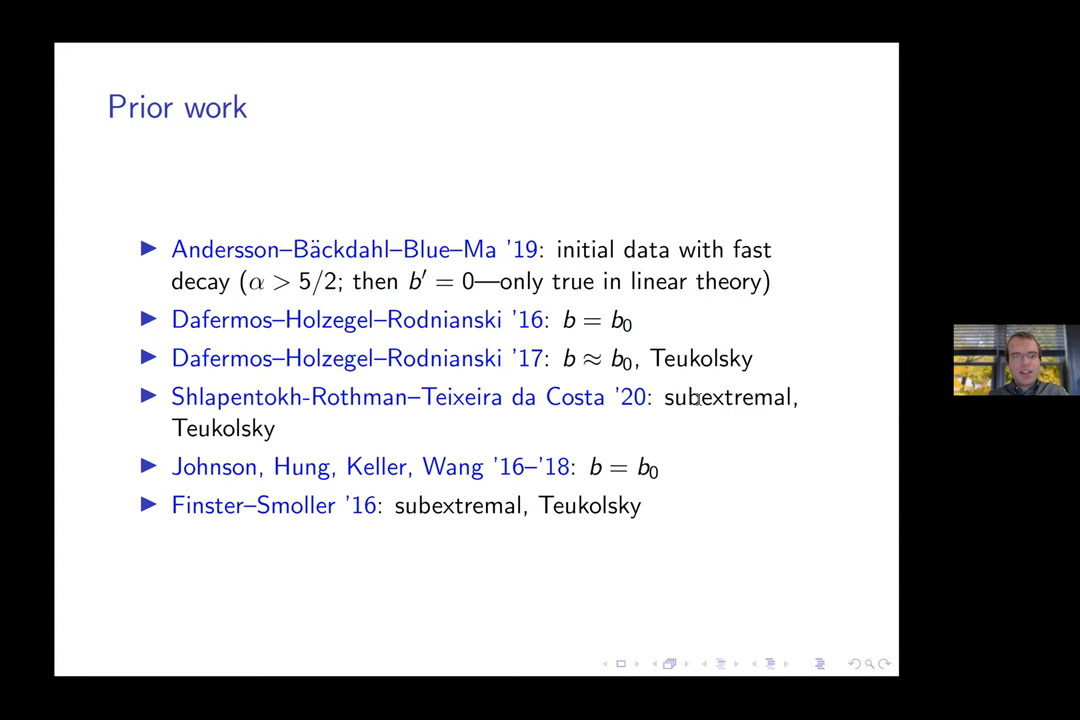 Prior work
▶ Andersson–Bäckdahl–Blue–Ma ’19: initial data with fast
decay (α > 5/2; then b′ = 0—only true in linear theory)
▶ Dafermos–Holzegel–Rodnianski ’16: b = b₀
▶ Dafermos–Holzegel–Rodnianski ’17: b ≈ b₀, Teukolsky
▶ Shlapentokh-Rothman–Teixeira da Costa ’20: subextremal,
Teukolsky
▶ Johnson, Hung, Keller, Wang ’16–’18: b = b₀
▶ Finster–Smoller ’16: subextremal, Teukolsky